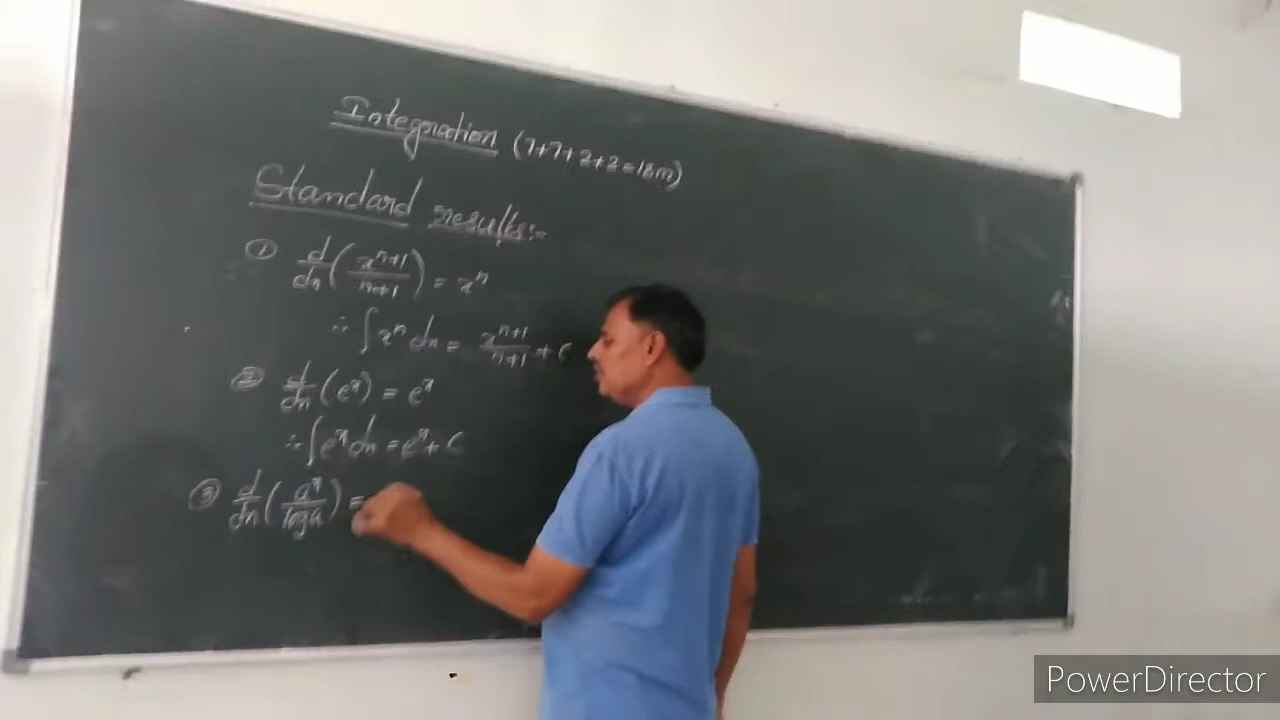 Integration (7+7+2+2=18m)
Standard results:-
① d/dx (x^(n+1)/(n+1)) = x^n
∴ ∫ x^n dx = x^(n+1)/(n+1) + c
② d/dx (e^x) = e^x
∴ ∫ e^x dx = e^x + c
③ d/dx (a^x/log a) =
PowerDirector